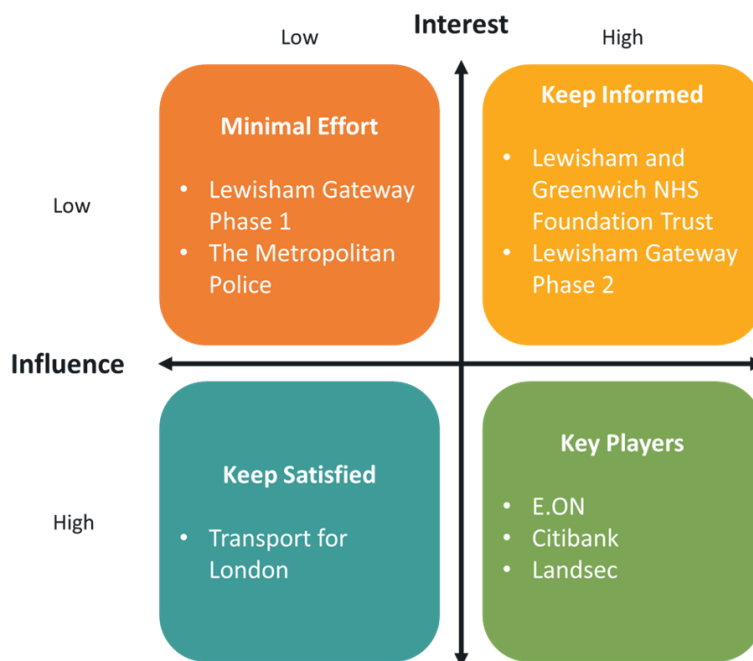 Interest
Low
High
Minimal Effort
• Lewisham Gateway
Phase 1
• The Metropolitan
Police
Keep Informed
• Lewisham and
Greenwich NHS
Foundation Trust
• Lewisham Gateway
Phase 2
Low
Influence
Keep Satisfied
• Transport for
London
Key Players
• E.ON
• Citibank
• Landsec
High